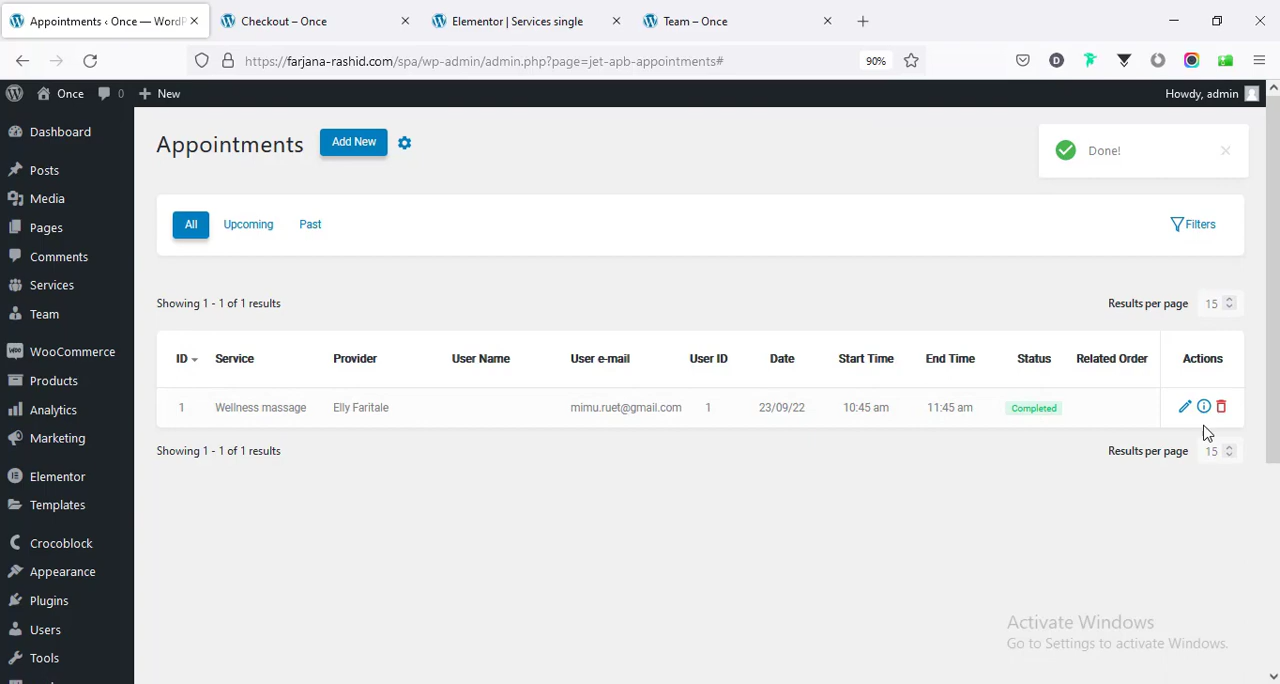 Appointments ‹ Once — WordP
Checkout – Once
Elementor | Services single
Team – Once
https://farjana-rashid.com/spa/wp-admin/admin.php?page=jet-apb-appointments#
90%
Once
0
New
Howdy, admin
Dashboard
Posts
Media
Pages
Comments
Services
Team
WooCommerce
Products
Analytics
Marketing
Elementor
Templates
Crocoblock
Appearance
Plugins
Users
Tools
Appointments
Add New
Done!
All
Upcoming
Past
Filters
Showing 1 - 1 of 1 results
Results per page 15
ID Service Provider User Name User e-mail User ID Date Start Time End Time Status Related Order Actions
1 Wellness massage Elly Faritale mimu.ruet@gmail.com 1 23/09/22 10:45 am 11:45 am Completed
Showing 1 - 1 of 1 results
Results per page 15
Activate Windows
Go to Settings to activate Windows.